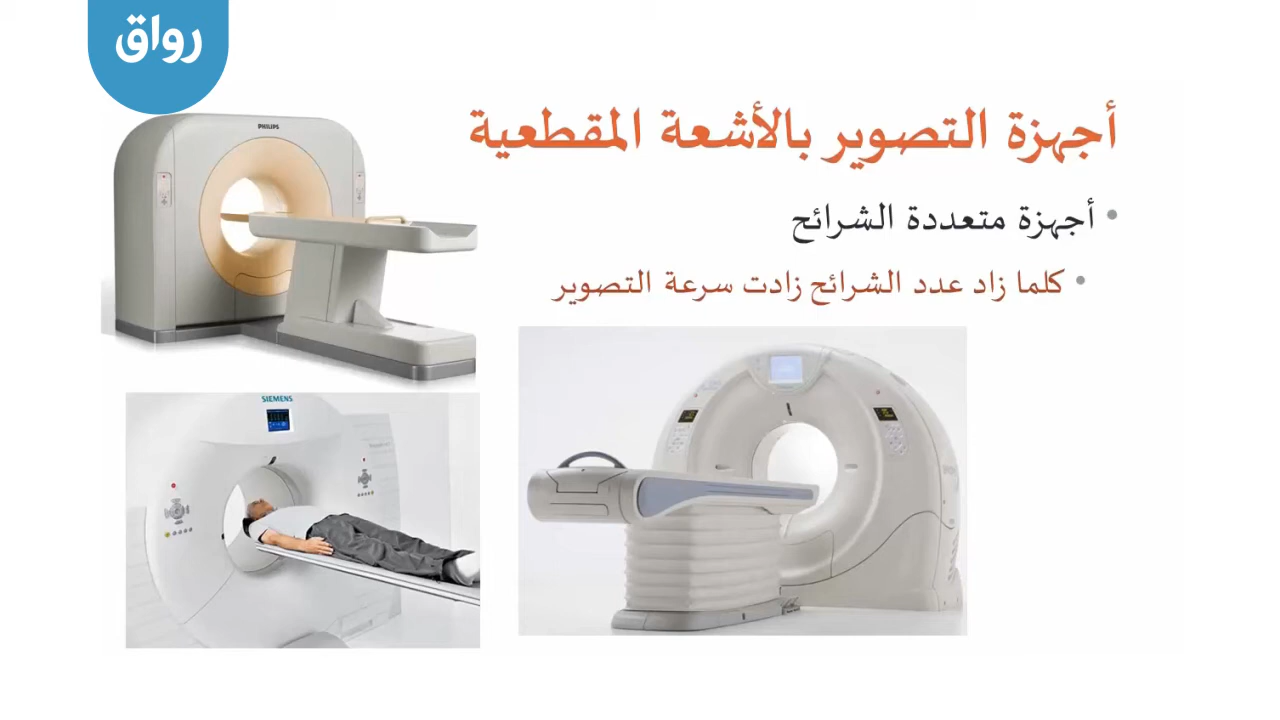 رواق
أجهزة التصوير بالأشعة المقطعية
أجهزة متعددة الشرائح
كلما زاد عدد الشرائح زادت سرعة التصوير
PHILIPS
SIEMENS